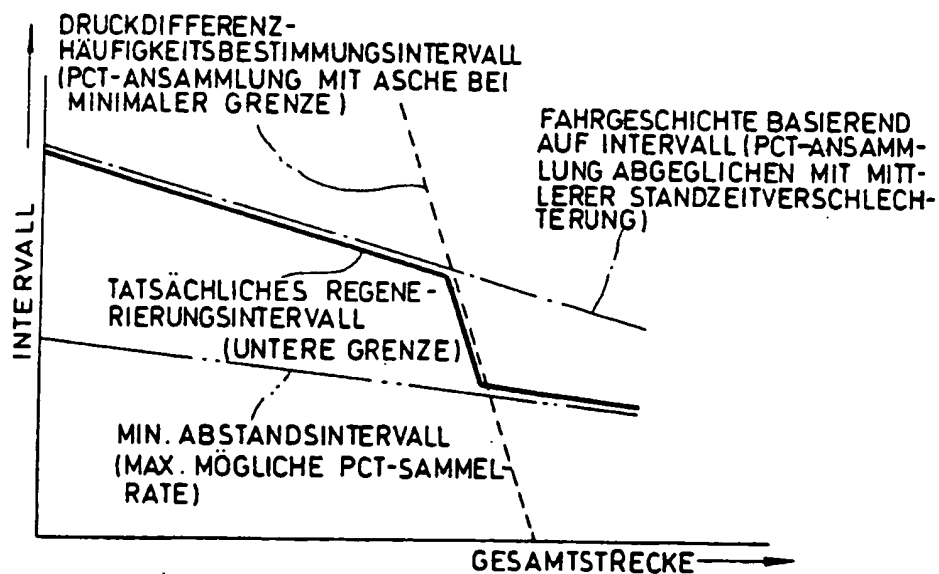 DRUCKDIFFERENZ-
HÄUFIGKEITSBESTIMMUNGSINTERVALL
(PCT-ANSAMMLUNG MIT ASCHE BEI
MINIMALER GRENZE)
FAHRGESCHICHTE BASIEREND
AUF INTERVALL (PCT-ANSAMM-
LUNG ABGEGLICHEN MIT MITT-
LERER STANDZEITVERSCHLECH-
TERUNG)
INTERVALL
TATSÄCHLICHES REGENE-
RIERUNGSINTERVALL
(UNTERE GRENZE)
MIN. ABSTANDSINTERVALL
(MAX. MÖGLICHE PCT-SAMMEL-
RATE)
GESAMTSTRECKE